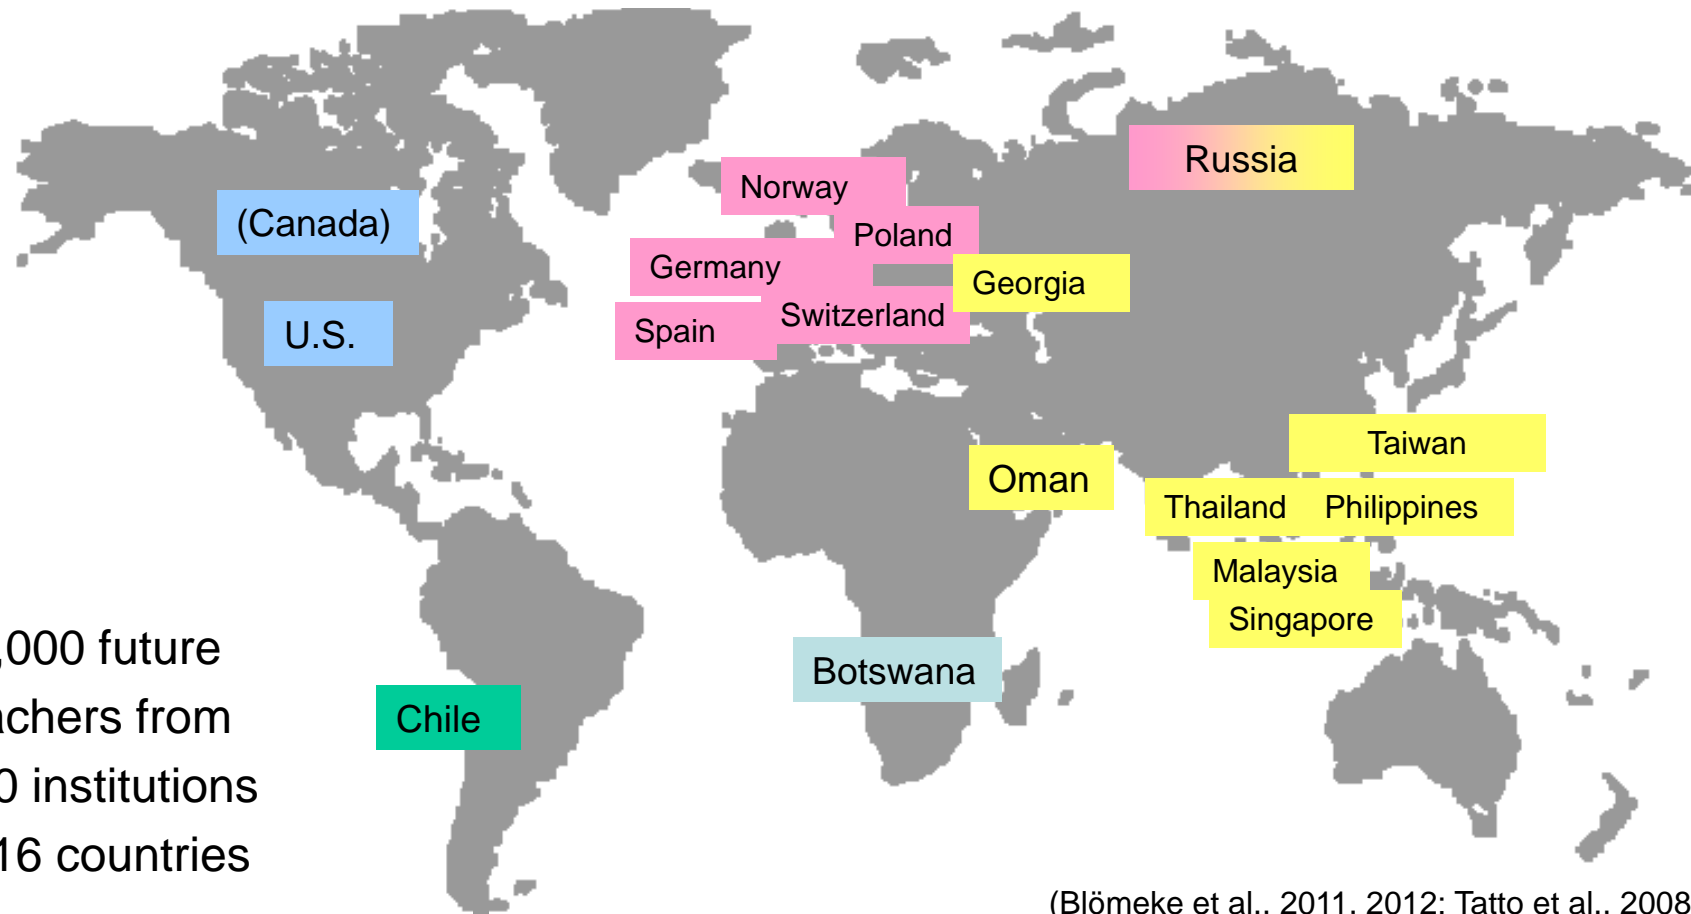 Russia
Norway
(Canada)
Poland
Germany
Georgia
Switzerland
Spain
U.S.
Taiwan
Oman
Thailand
Philippines
Malaysia
Singapore
Botswana
Chile
,000 future
achers from
0 institutions
16 countries
(Blömeke et al., 2011, 2012; Tatto et al., 2008